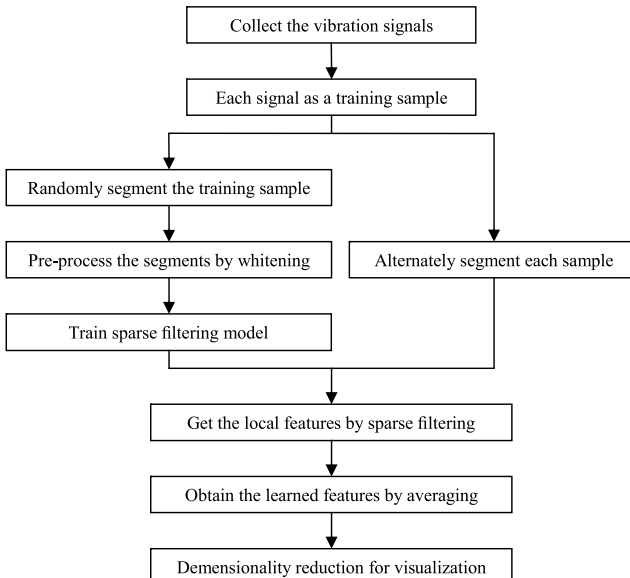 Collect the vibration signals
Each signal as a training sample
Randomly segment the training sample
Pre-process the segments by whitening
Alternately segment each sample
Train sparse filtering model
Get the local features by sparse filtering
Obtain the learned features by averaging
Demensionality reduction for visualization